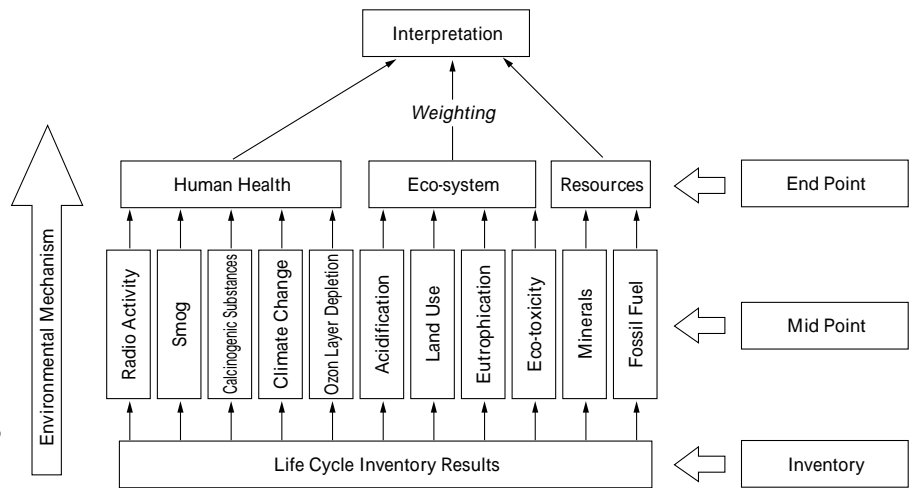 Interpretation
Weighting
Human Health
Eco-system
Resources
End Point
Environmental Mechanism
Radio Activity
Smog
Calcinogenic Substances
Climate Change
Ozon Layer Depletion
Acidification
Land Use
Eutrophication
Eco-toxicity
Minerals
Fossil Fuel
Mid Point
Life Cycle Inventory Results
Inventory